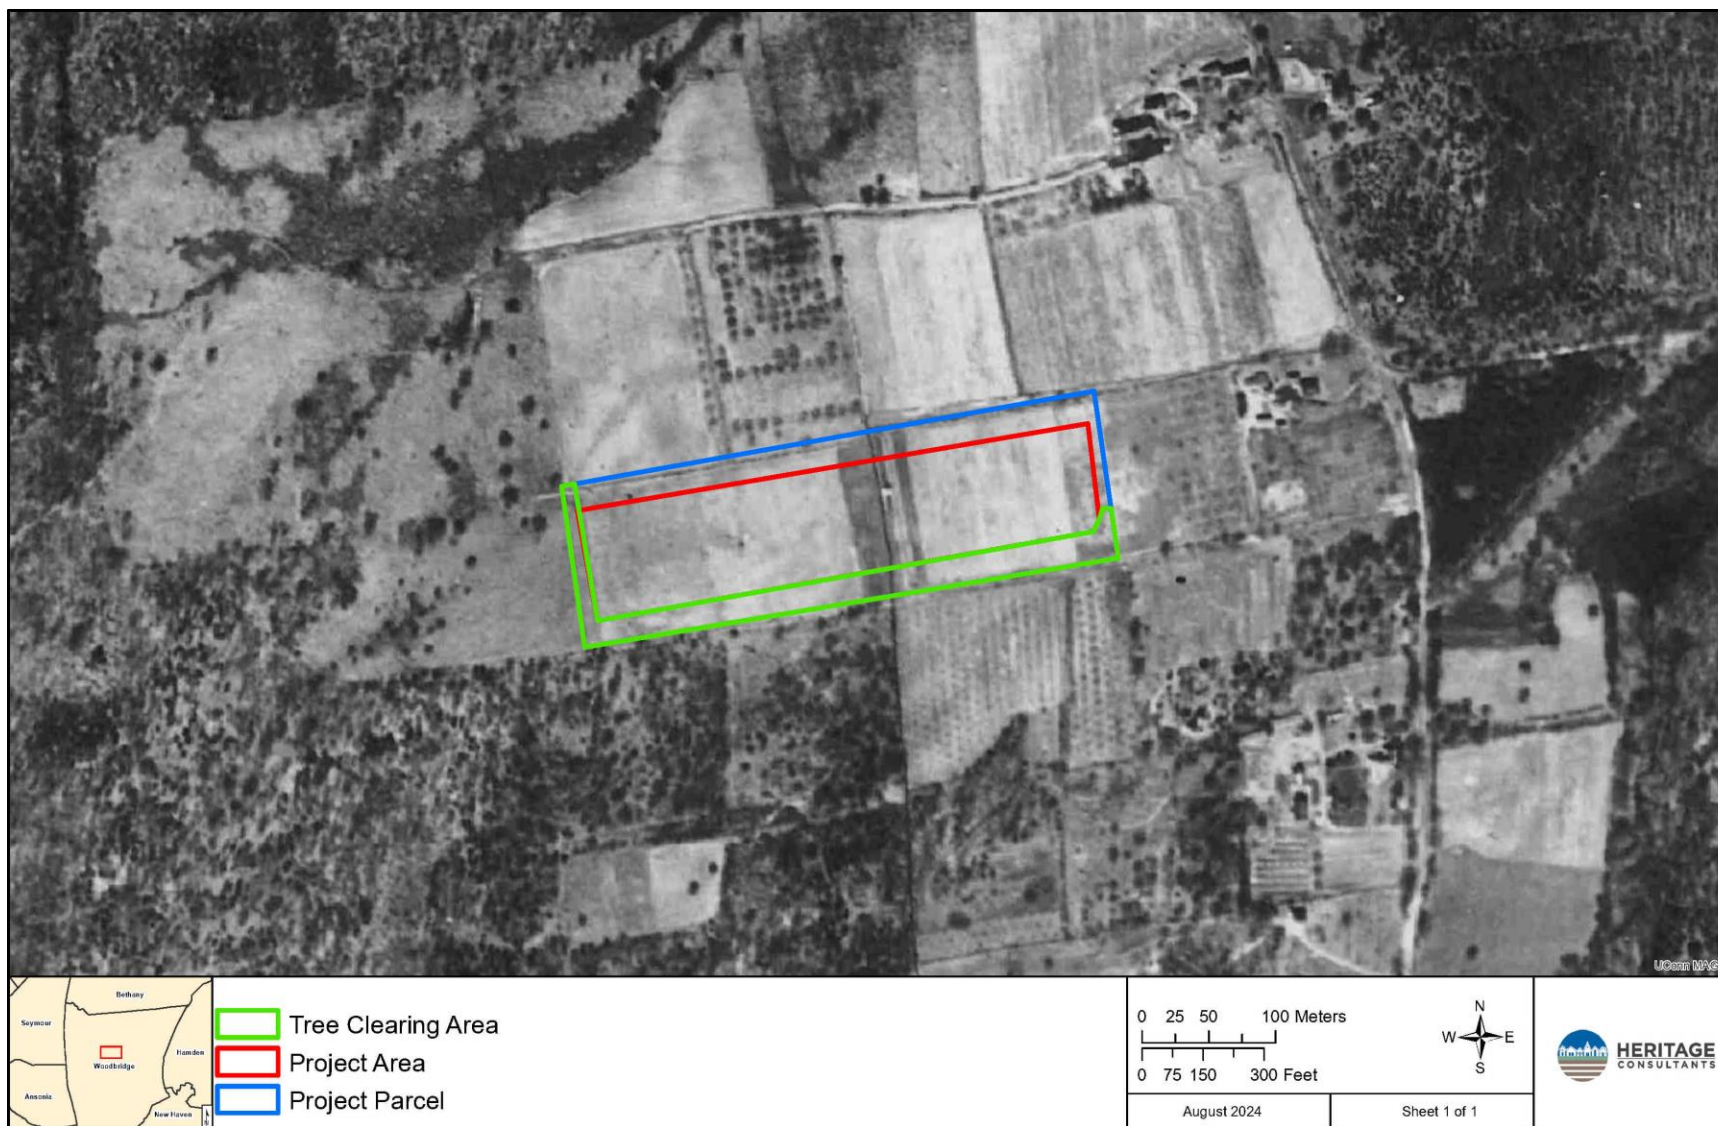 UConn MAG
Bethany
Seymour
Hamden
Woodbridge
Ansonia
New Haven
N
Tree Clearing Area
Project Area
Project Parcel
0 25 50 100 Meters
0 75 150 300 Feet
N
W E
S
August 2024
Sheet 1 of 1
HERITAGE
CONSULTANTS